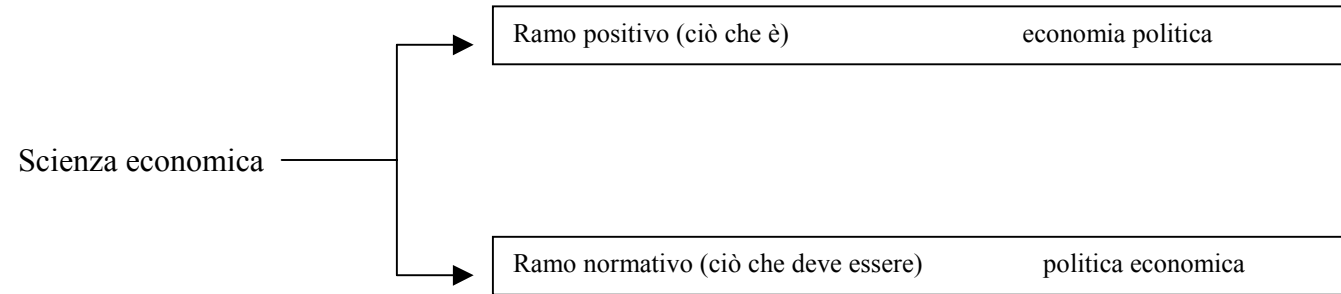 Ramo positivo (ciò che è) economia politica
Scienza economica
Ramo normativo (ciò che deve essere) politica economica